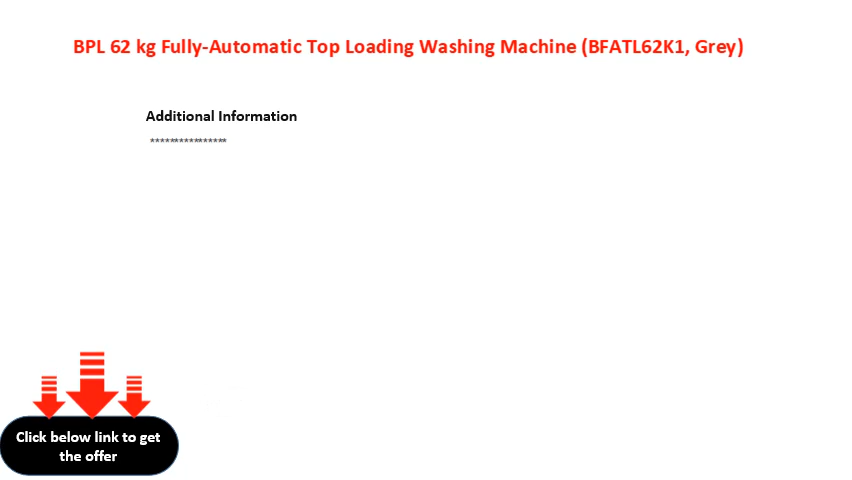 BPL 62 kg Fully-Automatic Top Loading Washing Machine (BFATL62K1, Grey)
Additional Information
****************
Click below link to get
the offer